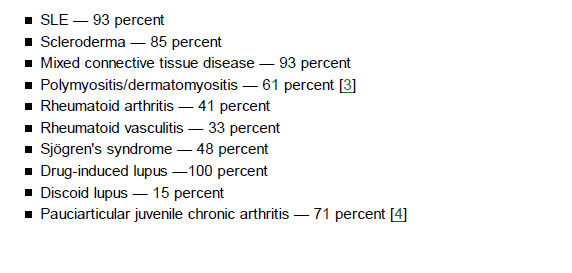 ■ SLE — 93 percent
■ Scleroderma — 85 percent
■ Mixed connective tissue disease — 93 percent
■ Polymyositis/dermatomyositis — 61 percent [3]
■ Rheumatoid arthritis — 41 percent
■ Rheumatoid vasculitis — 33 percent
■ Sjögren's syndrome — 48 percent
■ Drug-induced lupus —100 percent
■ Discoid lupus — 15 percent
■ Pauciarticular juvenile chronic arthritis — 71 percent [4]